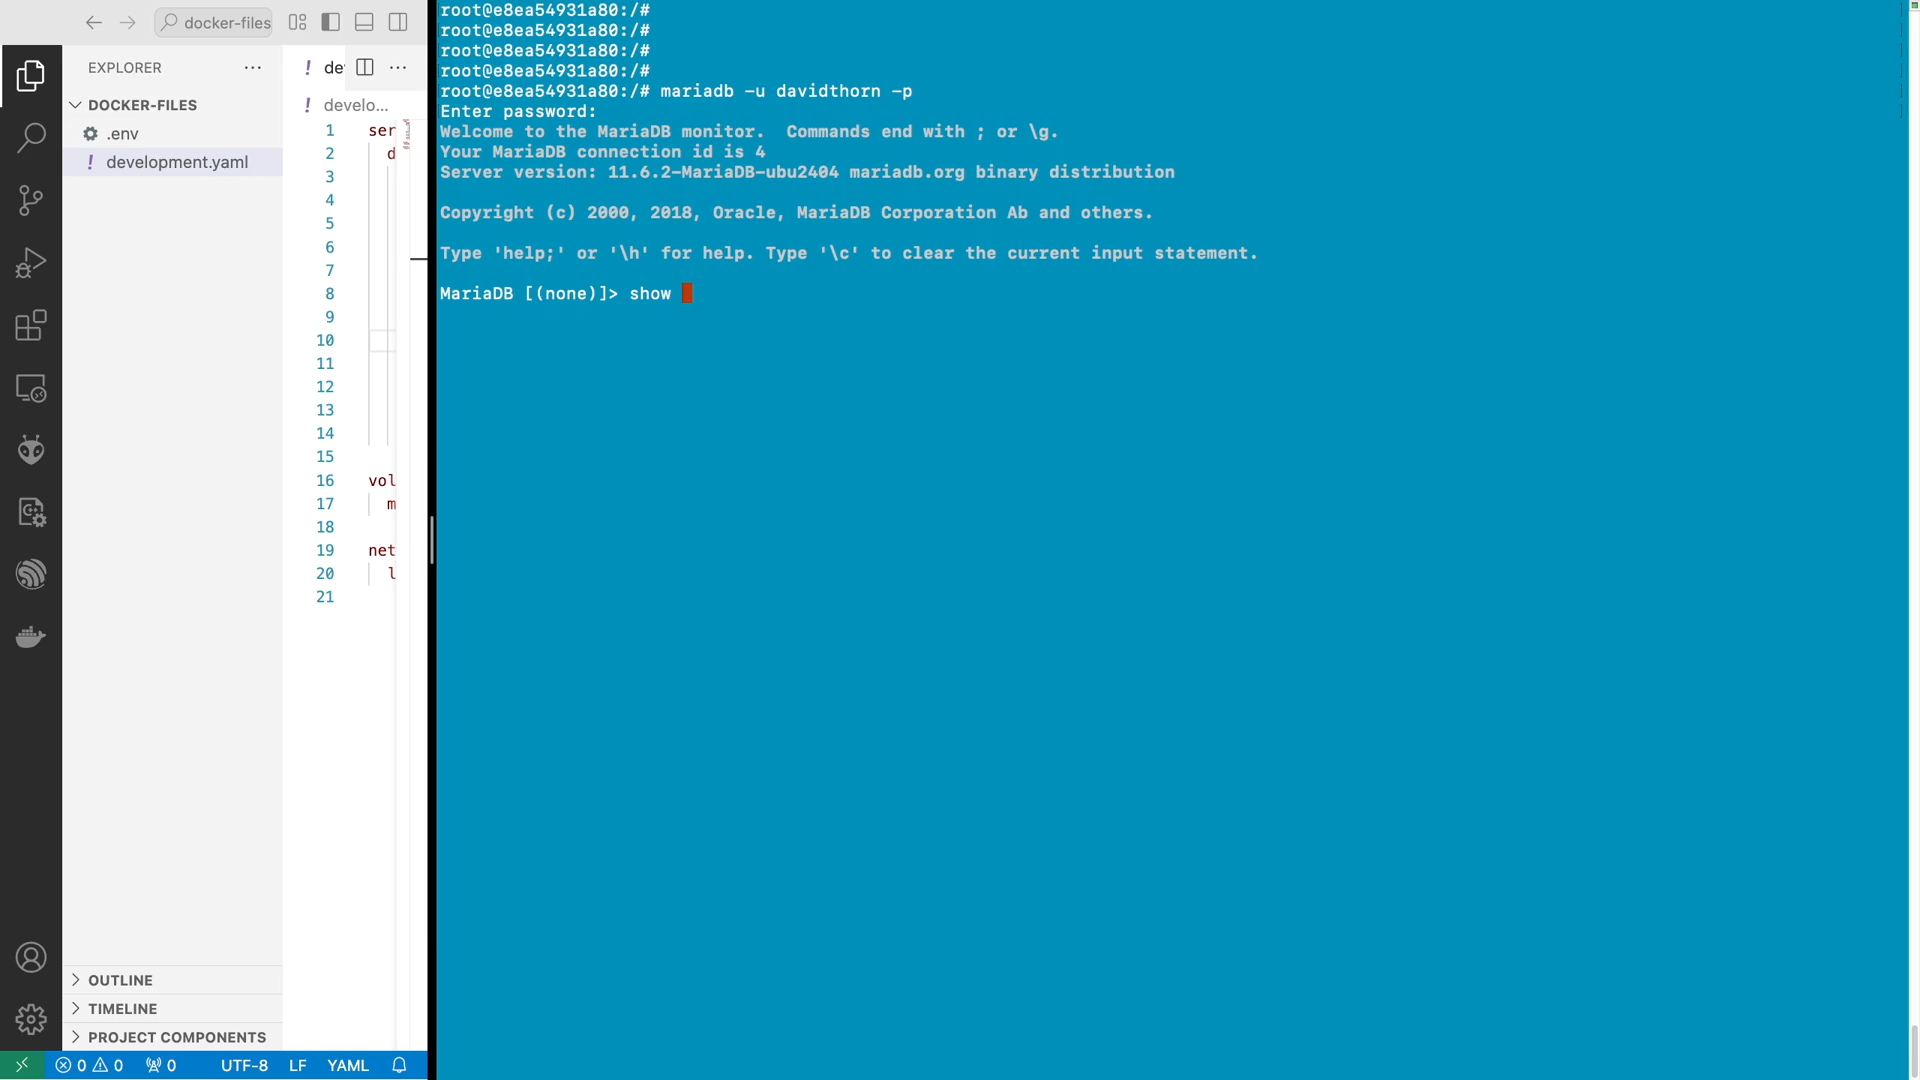 docker-files
EXPLORER
DOCKER-FILES
.env
! development.yaml
OUTLINE
TIMELINE
PROJECT COMPONENTS
! de
! develo...
1 ser
2 d
3
4
5
6
7
8
9
10
11
12
13
14
15
16 vol
17 m
18
19 net
20 l
21
0 0 0 UTF-8 LF YAML
root@e8ea54931a80:/#
root@e8ea54931a80:/#
root@e8ea54931a80:/#
root@e8ea54931a80:/#
root@e8ea54931a80:/# mariadb -u davidthorn -p
Enter password:
Welcome to the MariaDB monitor.  Commands end with ; or \g.
Your MariaDB connection id is 4
Server version: 11.6.2-MariaDB-ubu2404 mariadb.org binary distribution
Copyright (c) 2000, 2018, Oracle, MariaDB Corporation Ab and others.
Type 'help;' or '\h' for help. Type '\c' to clear the current input statement.
MariaDB [(none)]> show